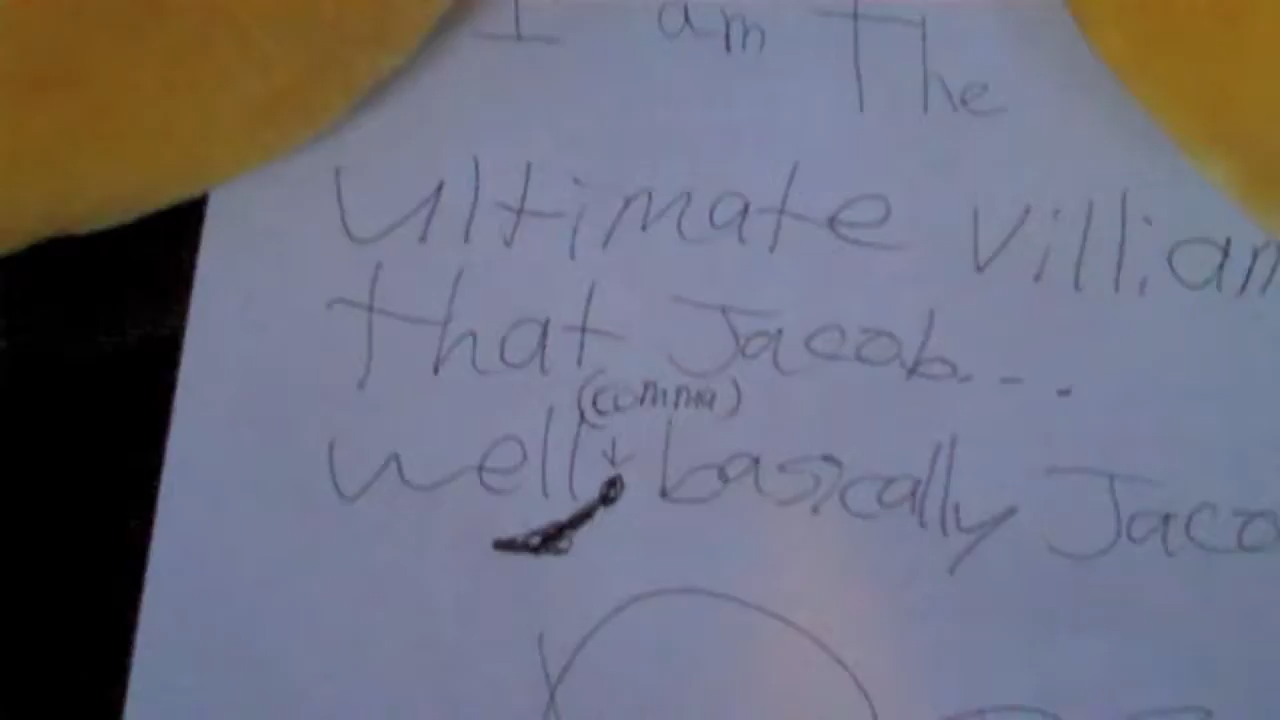 I am The
ultimate villian
that Jacob...
(comma)
well, basically Jaco